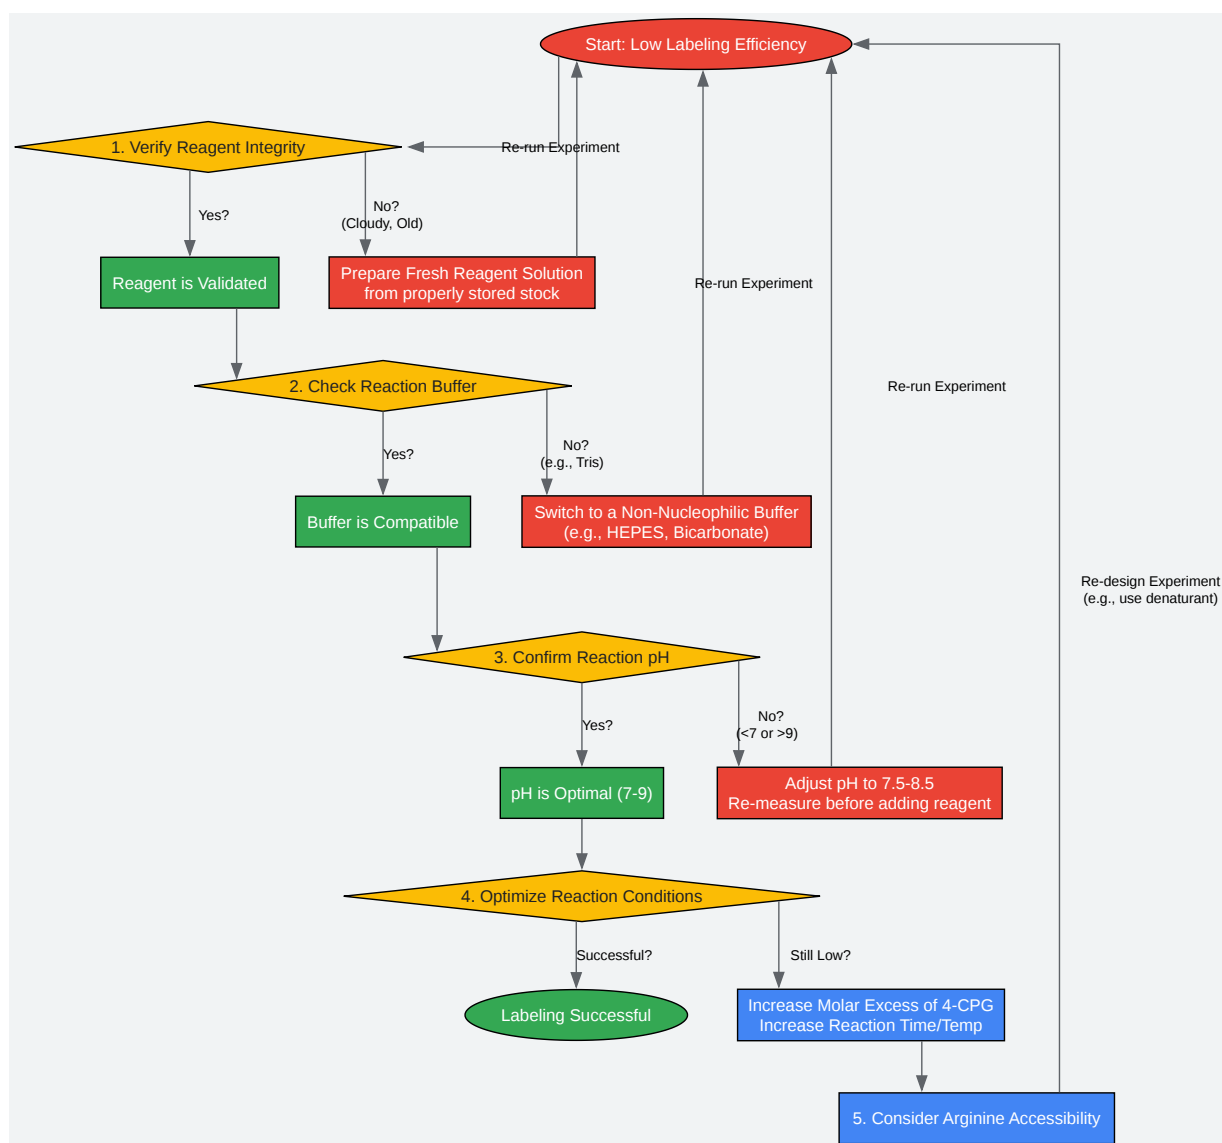 Start: Low Labeling Efficiency
1. Verify Reagent Integrity
Re-run Experiment
Yes?
No?
(Cloudy, Old)
Reagent is Validated
Prepare Fresh Reagent Solution
from properly stored stock
Re-run Experiment
2. Check Reaction Buffer
Re-run Experiment
Yes?
No?
(e.g., Tris)
Buffer is Compatible
Switch to a Non-Nucleophilic Buffer
(e.g., HEPES, Bicarbonate)
Re-design Experiment
(e.g., use denaturant)
3. Confirm Reaction pH
Yes?
No?
(<7 or >9)
pH is Optimal (7-9)
Adjust pH to 7.5-8.5
Re-measure before adding reagent
4. Optimize Reaction Conditions
Successful?
Still Low?
Labeling Successful
Increase Molar Excess of 4-CPG
Increase Reaction Time/Temp
5. Consider Arginine Accessibility